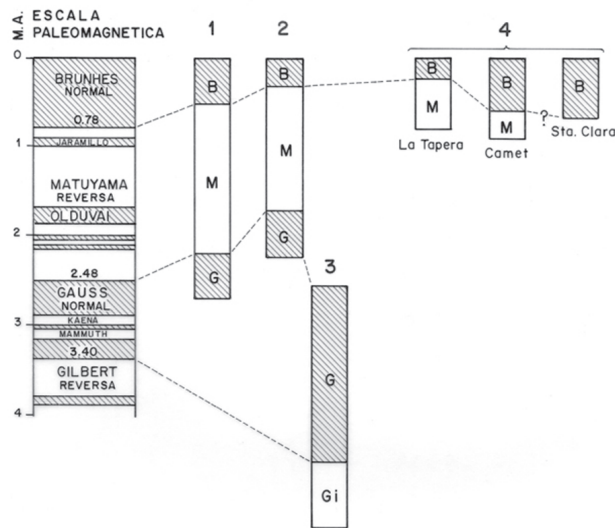 M.A.
ESCALA
PALEOMAGNETICA
0
1
2
3
4
BRUNHES
NORMAL
0.78
JARAMILLO
MATUYAMA
REVERSA
OLDUVAI
2.48
GAUSS
NORMAL
KAENA
MAMMUTH
3.40
GILBERT
REVERSA
1
B
M
G
2
B
M
G
3
G
Gi
4
B
M
La Tapera
B
M
Camet
?
B
Sta. Clara